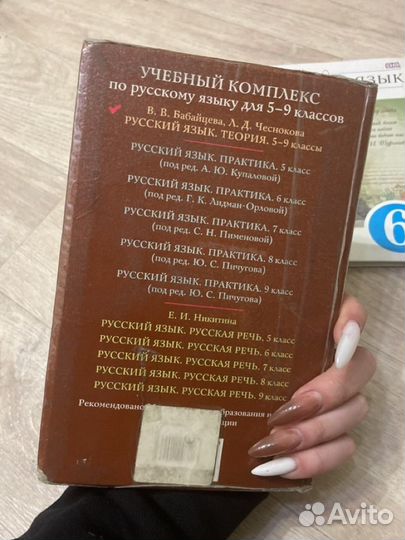 УЧЕБНЫЙ КОМПЛЕКС
по русскому языку для 5–9 классов
В. В. Бабайцева, Л. Д. Чеснокова
РУССКИЙ ЯЗЫК. ТЕОРИЯ. 5–9 классы
РУССКИЙ ЯЗЫК. ПРАКТИКА. 5 класс
(под ред. А. Ю. Купаловой)
РУССКИЙ ЯЗЫК. ПРАКТИКА. 6 класс
(под ред. Г. К. Лидман-Орловой)
РУССКИЙ ЯЗЫК. ПРАКТИКА. 7 класс
(под ред. С. Н. Пименовой)
РУССКИЙ ЯЗЫК. ПРАКТИКА. 8 класс
(под ред. Ю. С. Пичугова)
РУССКИЙ ЯЗЫК. ПРАКТИКА. 9 класс
(под ред. Ю. С. Пичугова)
Е. И. Никитина
РУССКИЙ ЯЗЫК. РУССКАЯ РЕЧЬ. 5 класс
РУССКИЙ ЯЗЫК. РУССКАЯ РЕЧЬ. 6 класс
РУССКИЙ ЯЗЫК. РУССКАЯ РЕЧЬ. 7 класс
РУССКИЙ ЯЗЫК. РУССКАЯ РЕЧЬ. 8 класс
РУССКИЙ ЯЗЫК. РУССКАЯ РЕЧЬ. 9 класс
Рекомендовано бразования и
ции
язык
6
Avito